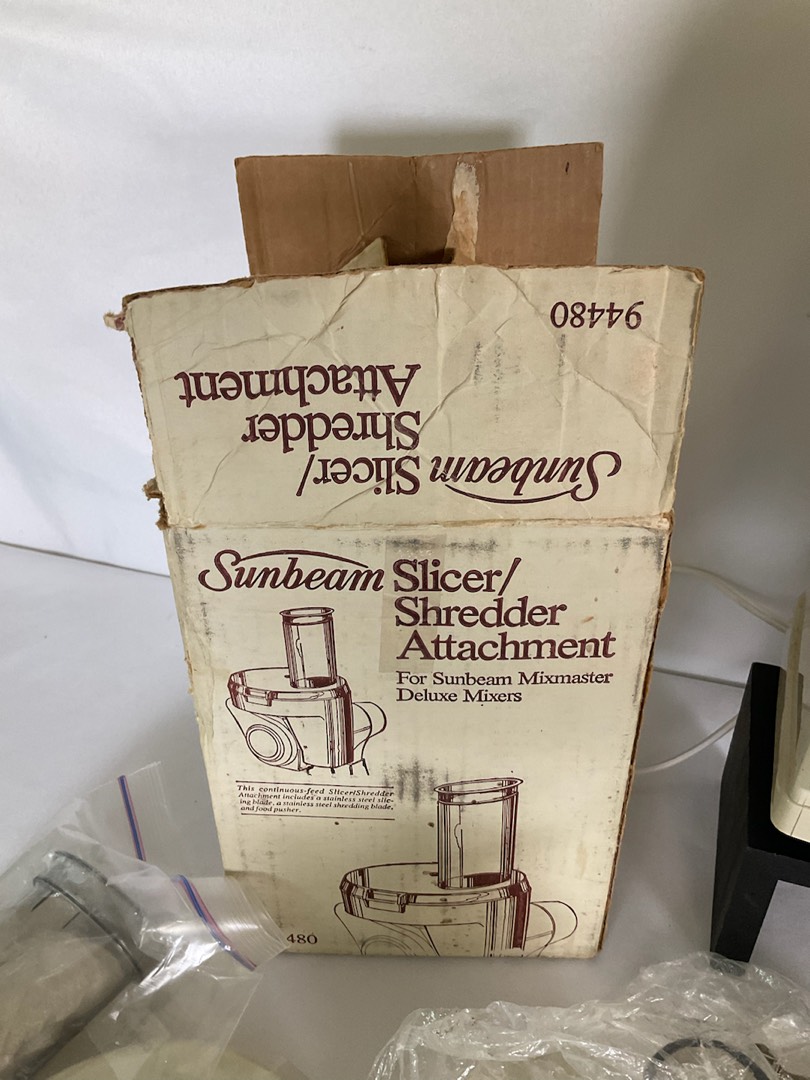 94480
Sunbeam Slicer/
Shredder
Attachment
Sunbeam Slicer/
Shredder
Attachment
For Sunbeam Mixmaster
Deluxe Mixers
This continuous-feed Slicer/Shredder
Attachment includes a stainless steel slic-
ing blade, a stainless steel shredding blade,
and food pusher.
480